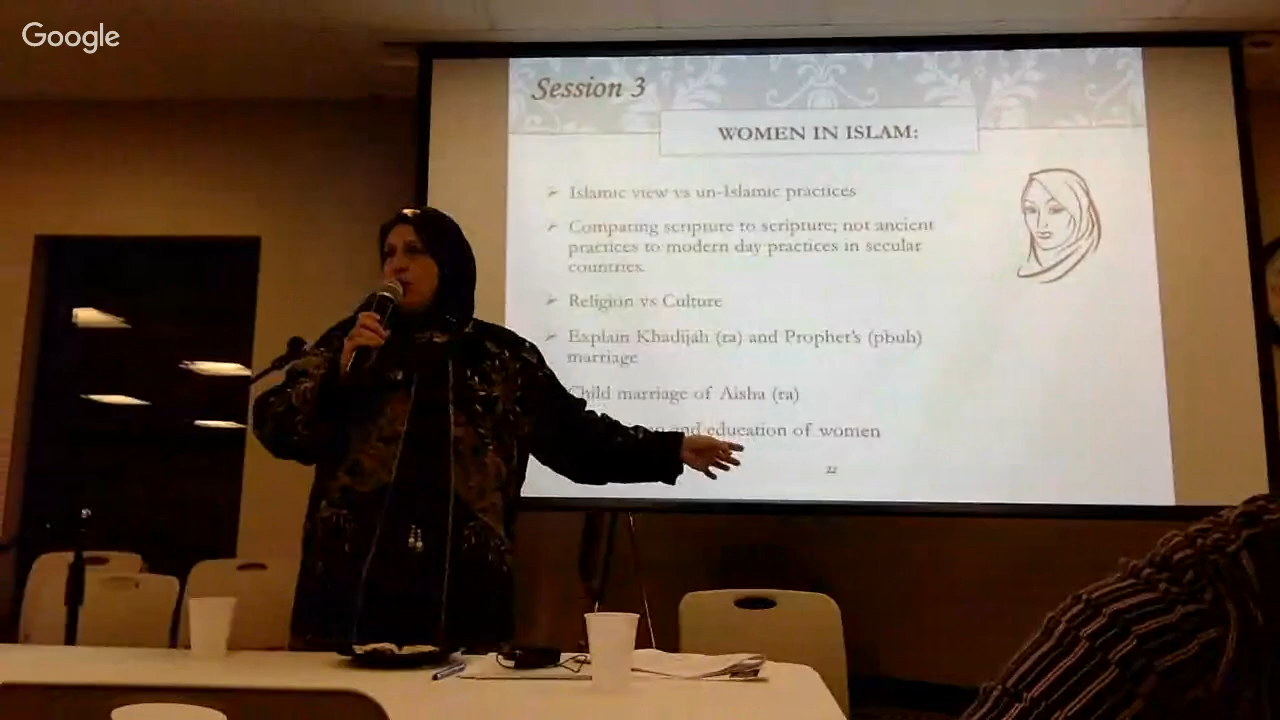 Google
Session 3
WOMEN IN ISLAM:
➢ Islamic view vs un-Islamic practices
➢ Comparing scripture to scripture; not ancient
practices to modern day practices in secular
countries.
➢ Religion vs Culture
➢ Explain Khadijah (ra) and Prophet's (pbuh)
marriage
Child marriage of Aisha (ra)
and education of women
22